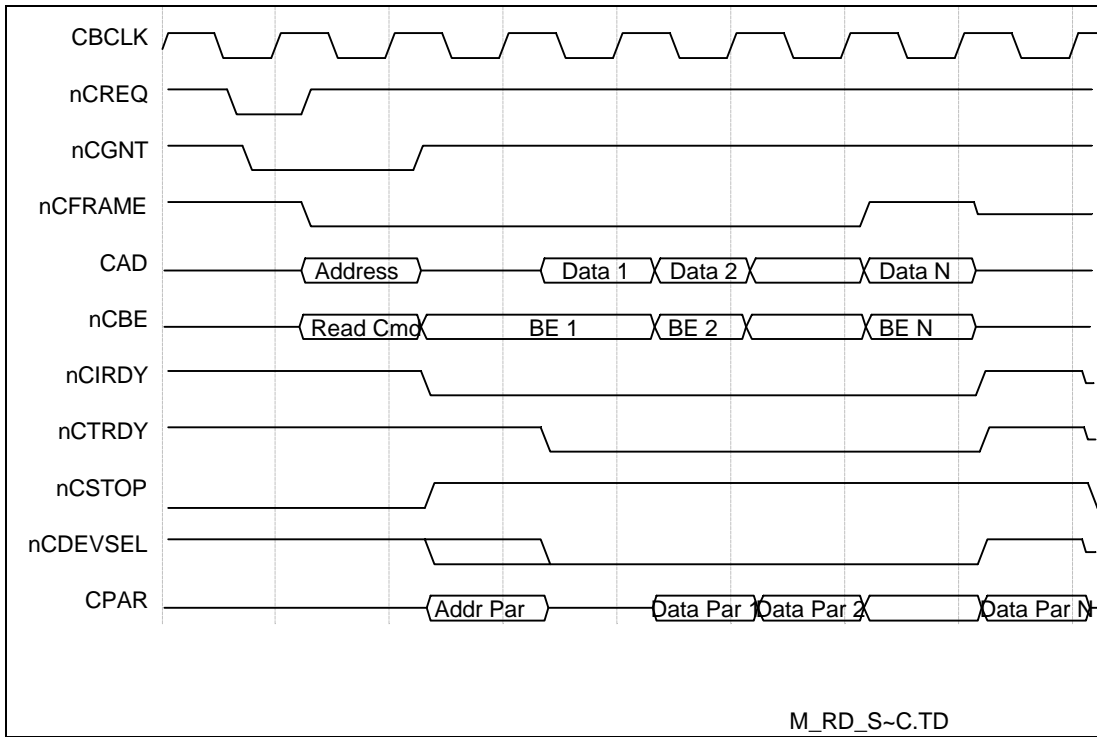 CBCLK
nCREQ
nCGNT
nCFRAME
CAD Address Data 1 Data 2 Data N
nCBE Read Cmd BE 1 BE 2 BE N
nCIRDY
nCTRDY
nCSTOP
nCDEVSEL
CPAR Addr Par Data Par 1 Data Par 2 Data Par N
M_RD_S~C.TD